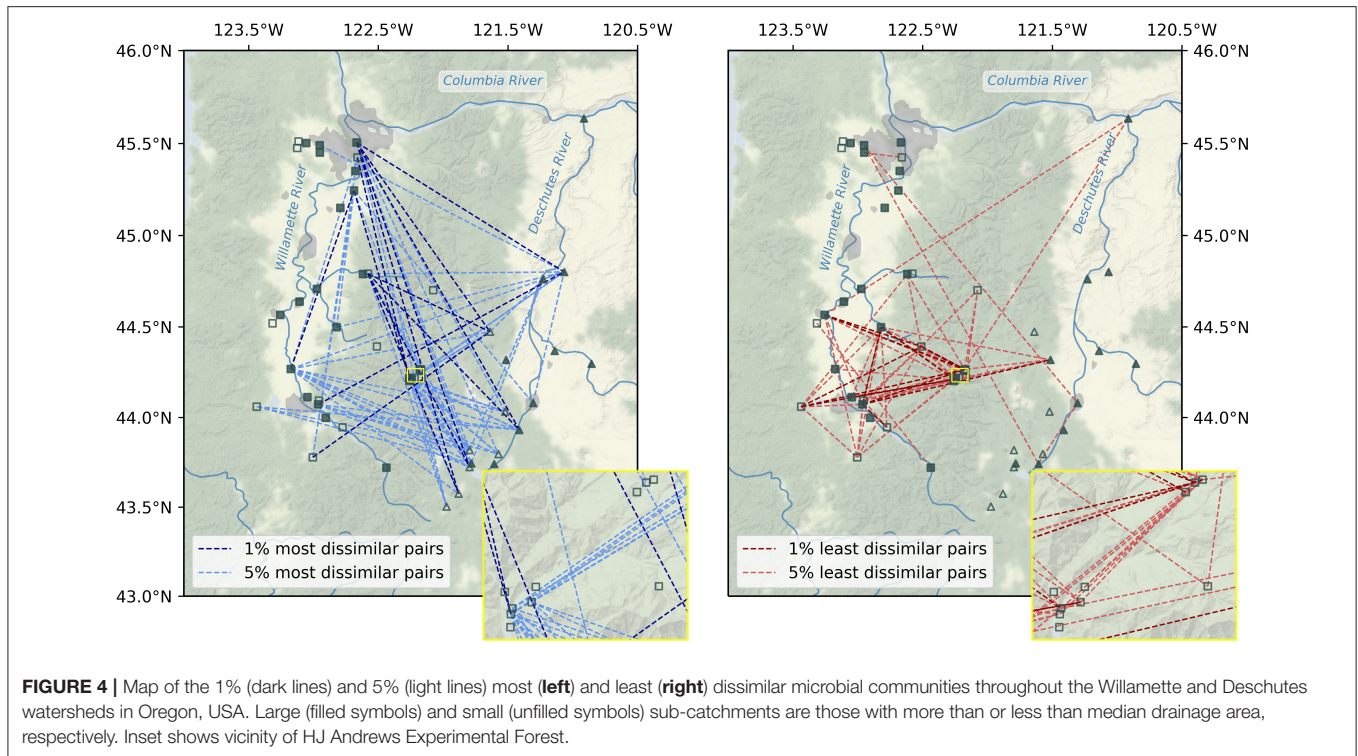 123.5°W 122.5°W 121.5°W 120.5°W
123.5°W 122.5°W 121.5°W 120.5°W
46.0°N
45.5°N
45.0°N
44.5°N
44.0°N
43.5°N
43.0°N
Columbia River
Willamette River
Deschutes River
1% most dissimilar pairs
5% most dissimilar pairs
Columbia River
Willamette River
Deschutes River
46.0°N
45.5°N
45.0°N
44.5°N
44.0°N
1% least dissimilar pairs
5% least dissimilar pairs
FIGURE 4 | Map of the 1% (dark lines) and 5% (light lines) most (left) and least (right) dissimilar microbial communities throughout the Willamette and Deschutes
watersheds in Oregon, USA. Large (filled symbols) and small (unfilled symbols) sub-catchments are those with more than or less than median drainage area,
respectively. Inset shows vicinity of HJ Andrews Experimental Forest.